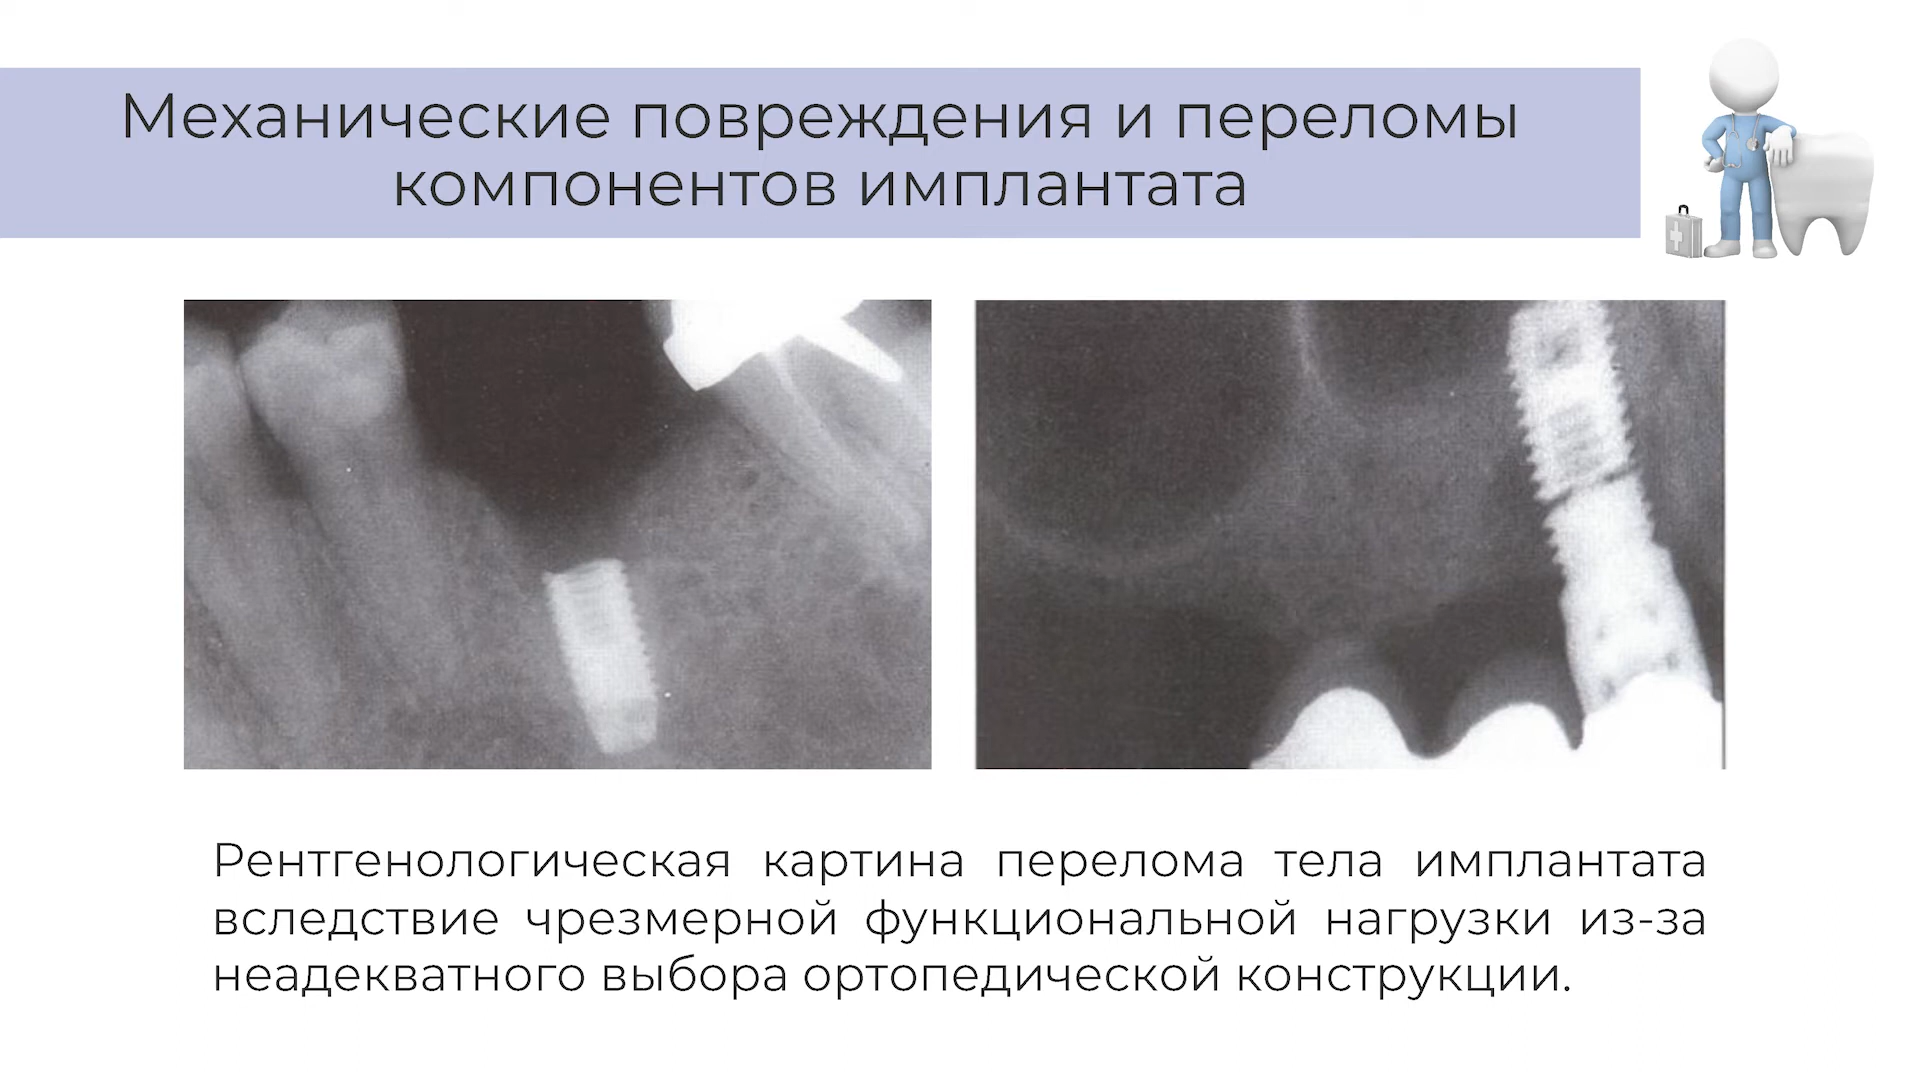 Механические повреждения и переломы
компонентов имплантата
Рентгенологическая картина перелома тела имплантата
вследствие чрезмерной функциональной нагрузки из-за
неадекватного выбора ортопедической конструкции.